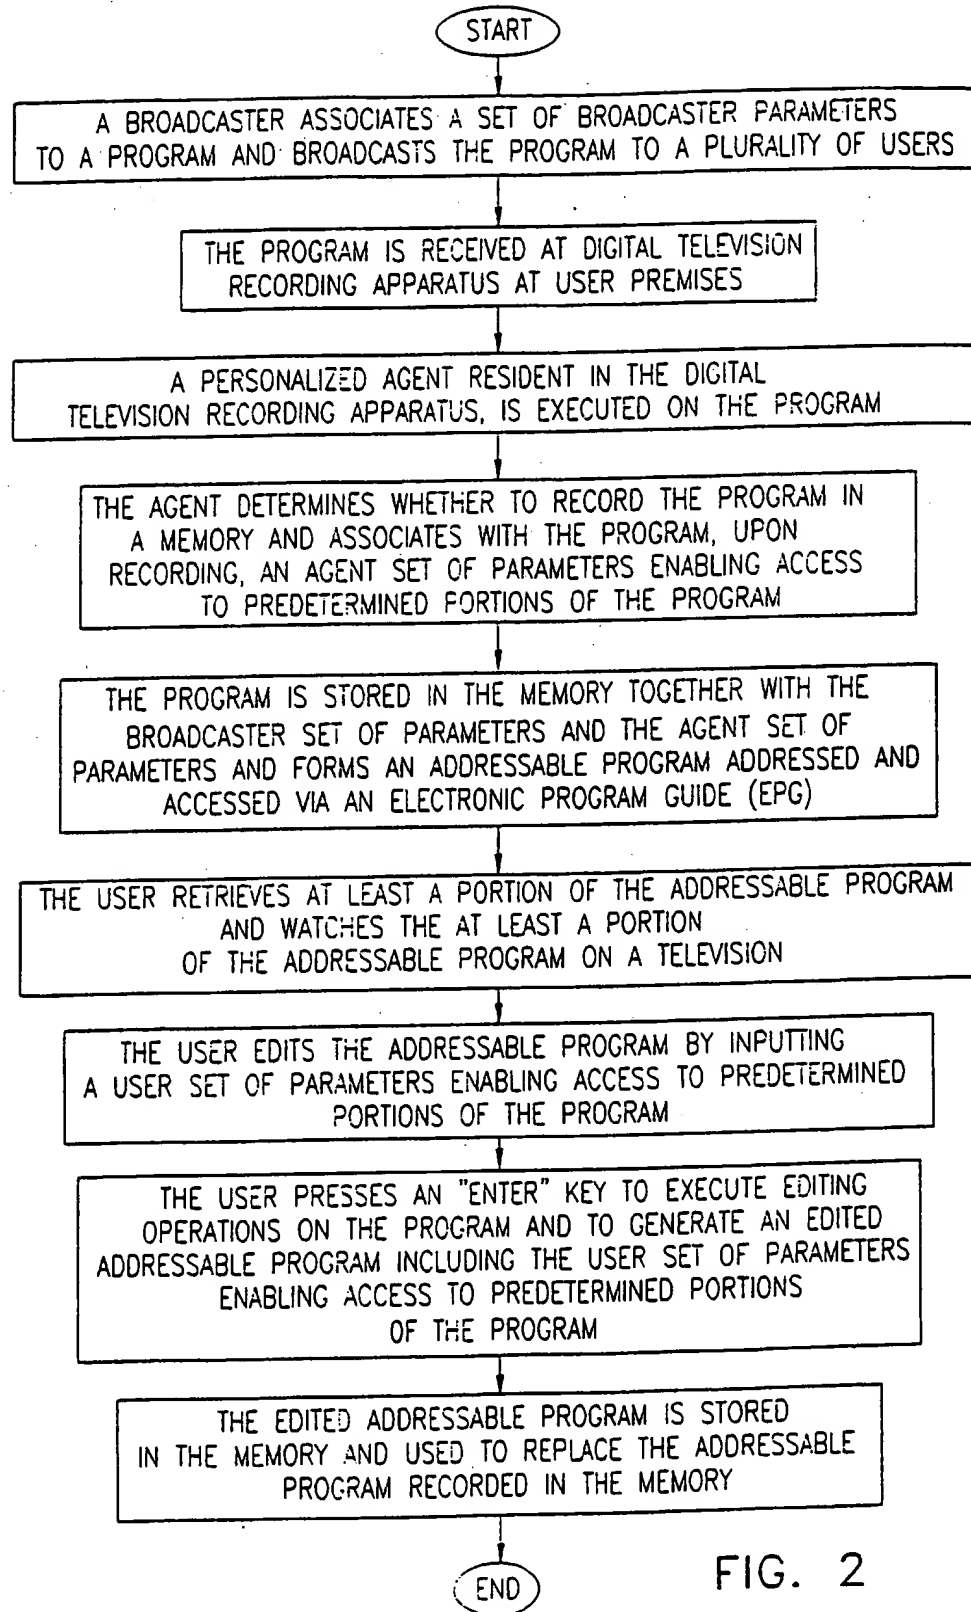 START
A BROADCASTER ASSOCIATES A SET OF BROADCASTER PARAMETERS
TO A PROGRAM AND BROADCASTS THE PROGRAM TO A PLURALITY OF USERS
THE PROGRAM IS RECEIVED AT DIGITAL TELEVISION
RECORDING APPARATUS AT USER PREMISES
A PERSONALIZED AGENT RESIDENT IN THE DIGITAL
TELEVISION RECORDING APPARATUS, IS EXECUTED ON THE PROGRAM
THE AGENT DETERMINES WHETHER TO RECORD THE PROGRAM IN
A MEMORY AND ASSOCIATES WITH THE PROGRAM, UPON
RECORDING, AN AGENT SET OF PARAMETERS ENABLING ACCESS
TO PREDETERMINED PORTIONS OF THE PROGRAM
THE PROGRAM IS STORED IN THE MEMORY TOGETHER WITH THE
BROADCASTER SET OF PARAMETERS AND THE AGENT SET OF
PARAMETERS AND FORMS AN ADDRESSABLE PROGRAM ADDRESSED AND
ACCESSED VIA AN ELECTRONIC PROGRAM GUIDE (EPG)
THE USER RETRIEVES AT LEAST A PORTION OF THE ADDRESSABLE PROGRAM
AND WATCHES THE AT LEAST A PORTION
OF THE ADDRESSABLE PROGRAM ON A TELEVISION
THE USER EDITS THE ADDRESSABLE PROGRAM BY INPUTTING
A USER SET OF PARAMETERS ENABLING ACCESS TO PREDETERMINED
PORTIONS OF THE PROGRAM
THE USER PRESSES AN "ENTER" KEY TO EXECUTE EDITING
OPERATIONS ON THE PROGRAM AND TO GENERATE AN EDITED
ADDRESSABLE PROGRAM INCLUDING THE USER SET OF PARAMETERS
ENABLING ACCESS TO PREDETERMINED PORTIONS
OF THE PROGRAM
THE EDITED ADDRESSABLE PROGRAM IS STORED
IN THE MEMORY AND USED TO REPLACE THE ADDRESSABLE
PROGRAM RECORDED IN THE MEMORY
END
FIG. 2